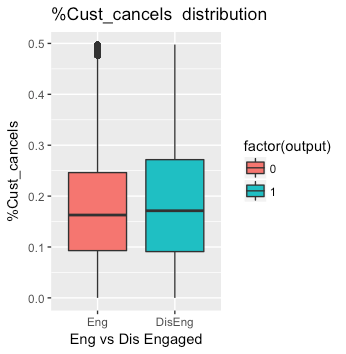 %Cust_cancels  distribution
0.5
0.4
0.3
0.2
0.1
0.0
%Cust_cancels
Eng
DisEng
Eng vs Dis Engaged
factor(output)
0
1